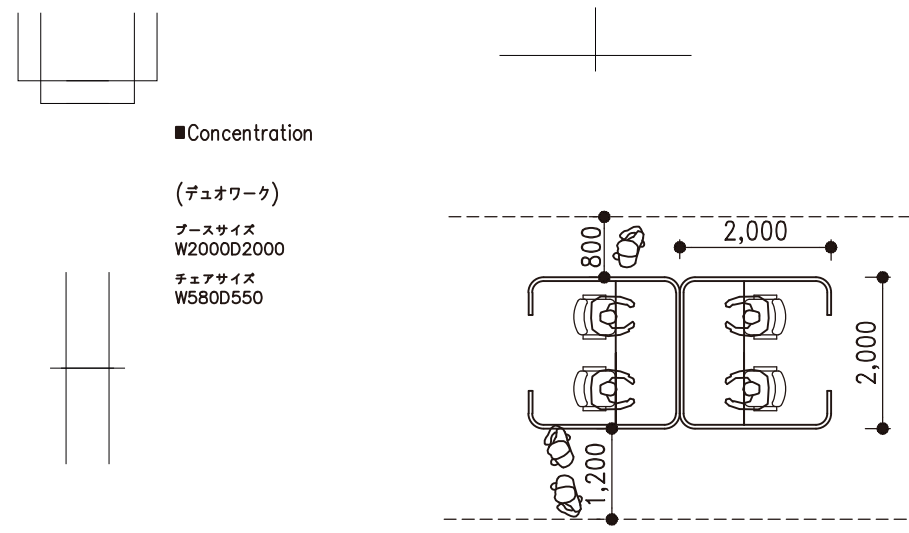 ■Concentration
(デュオワーク)
ブースサイズ
W2000D2000
チェアサイズ
W580D550
800
2,000
2,000
1,200